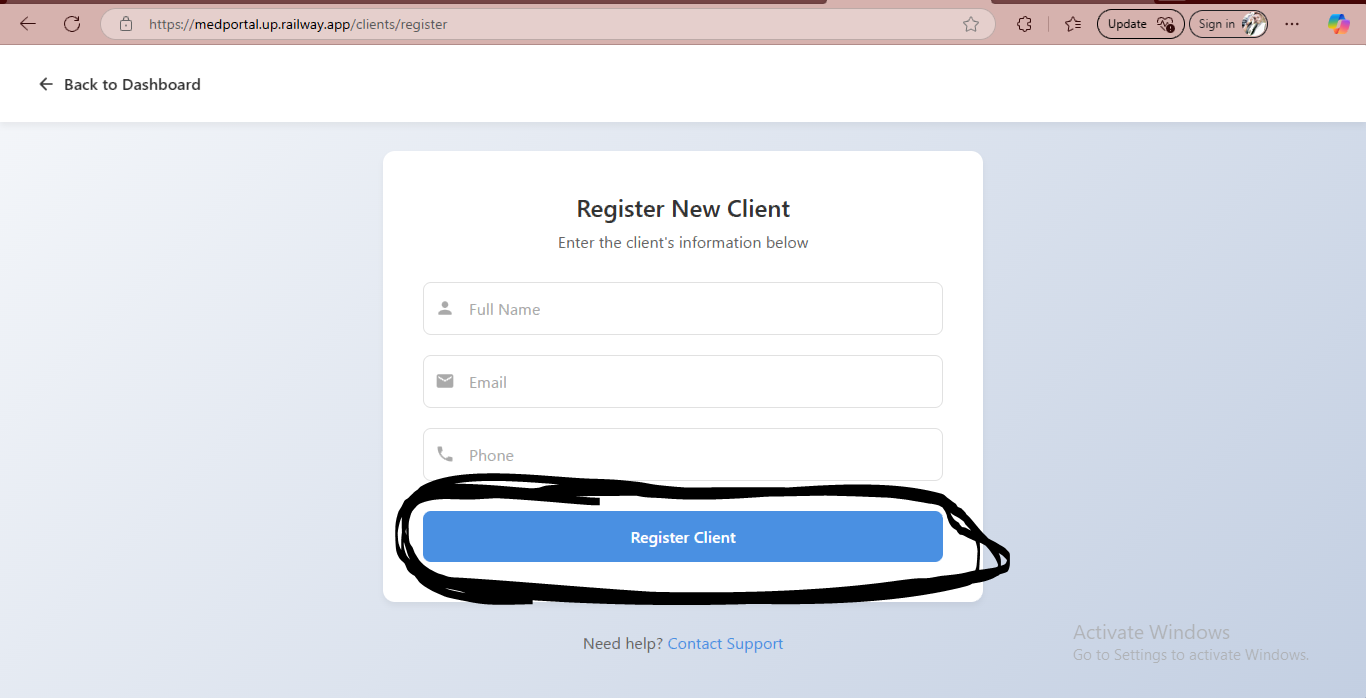 https://medportal.up.railway.app/clients/register
Update
Sign in
Back to Dashboard
Register New Client
Enter the client's information below
Full Name
Email
Phone
Register Client
Need help? Contact Support
Activate Windows
Go to Settings to activate Windows.